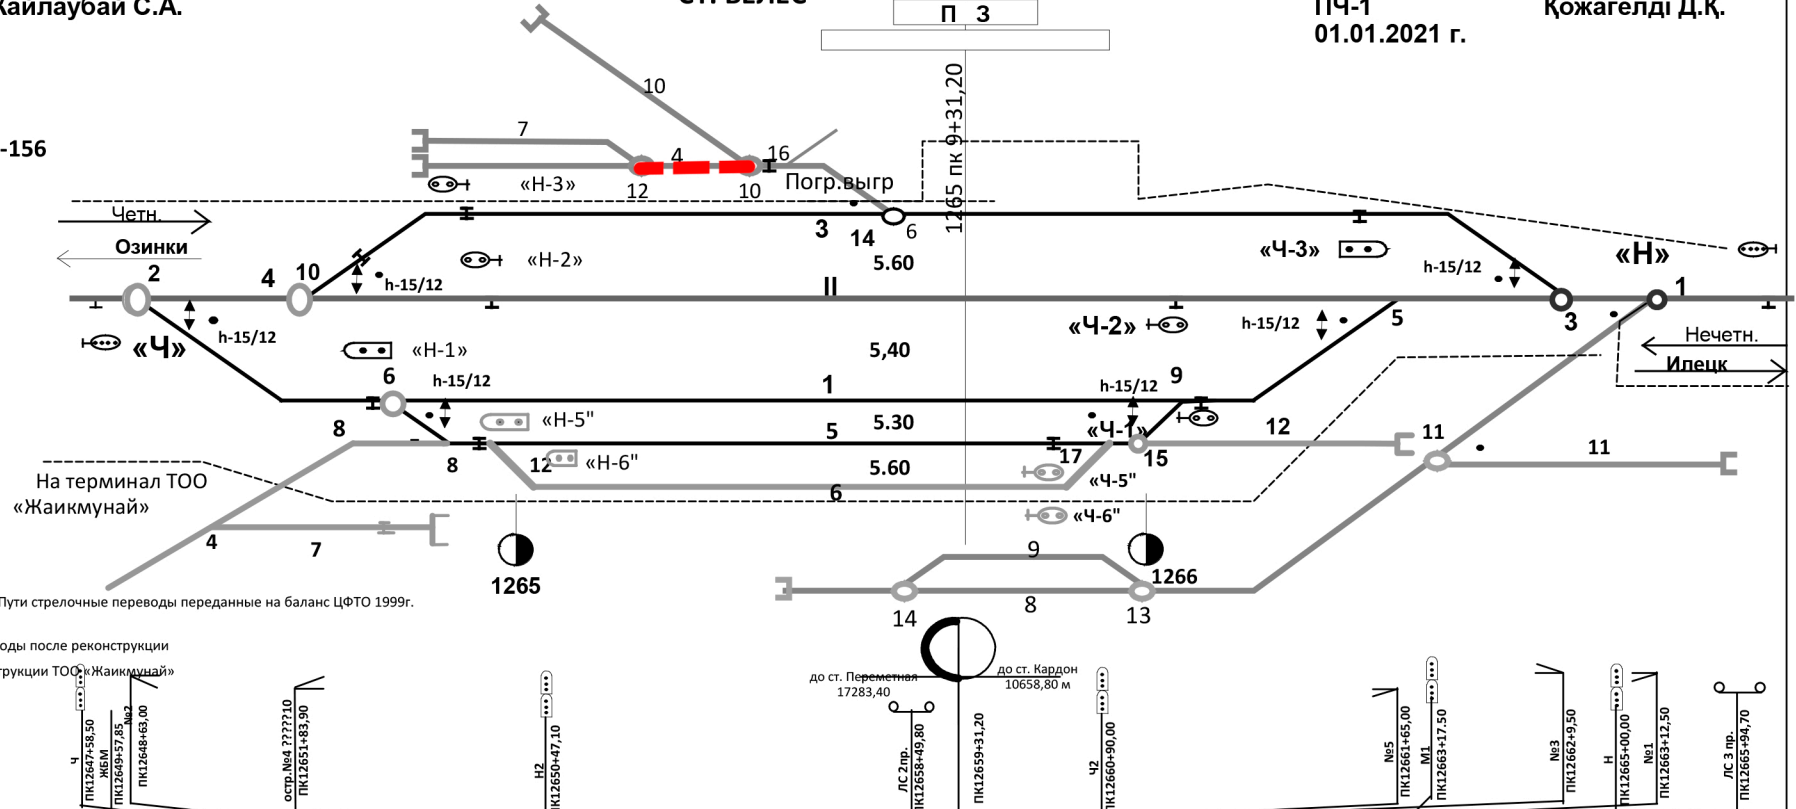 Кайлаубай С.А.
СТ. БЕЛЕС
П З
ПЧ-1
Қожагелді Д.Қ.
01.01.2021 г.
10
1265 пк 9+31,20
7
-156
4
16
«Н-3»
12
10
Погр.выгр
Четн.
3
14
6
Озинки
«Н-2»
5.60
«Ч-3»
«Н»
2
4
10
h-15/12
h-15/12
II
1
h-15/12
«Ч»
«Ч-2»
h-15/12
5
3
Нечетн.
«Н-1»
5,40
Илецк
6
h-15/12
1
h-15/12
9
8
«Н-5"
5.30
5
«Ч-1»
12
11
8
12
«Н-6"
5.60
17
15
11
На терминал ТОО
«Жаикмунай»
6
«Ч-5"
«Ч-6"
4
7
9
1265
1266
Пути стрелочные переводы переданные на баланс ЦФТО 1999г.
14
8
13
оды после реконструкции
трукции ТОО «Жаикмунай»
до ст. Переметная
17283,40
до ст. Кардон
10658,80 м
Ч
ПК12647+58,50
ЖБМ
ПК12649+57,85
№2
ПК12648+63,00
остр.№4 ?????10
ПК12651+83,90
Н2
ПК12650+47,10
ЛС 2пр.
ПК12658+49,80
ПК12659+31,20
Ч2
ПК12660+90,00
№5
ПК12661+65,00
М1
ПК12663+17.50
№3
ПК12662+9,50
Н
ПК12665+00,00
№1
ПК12663+12,50
ЛС 3 пр.
ПК12665+94,70